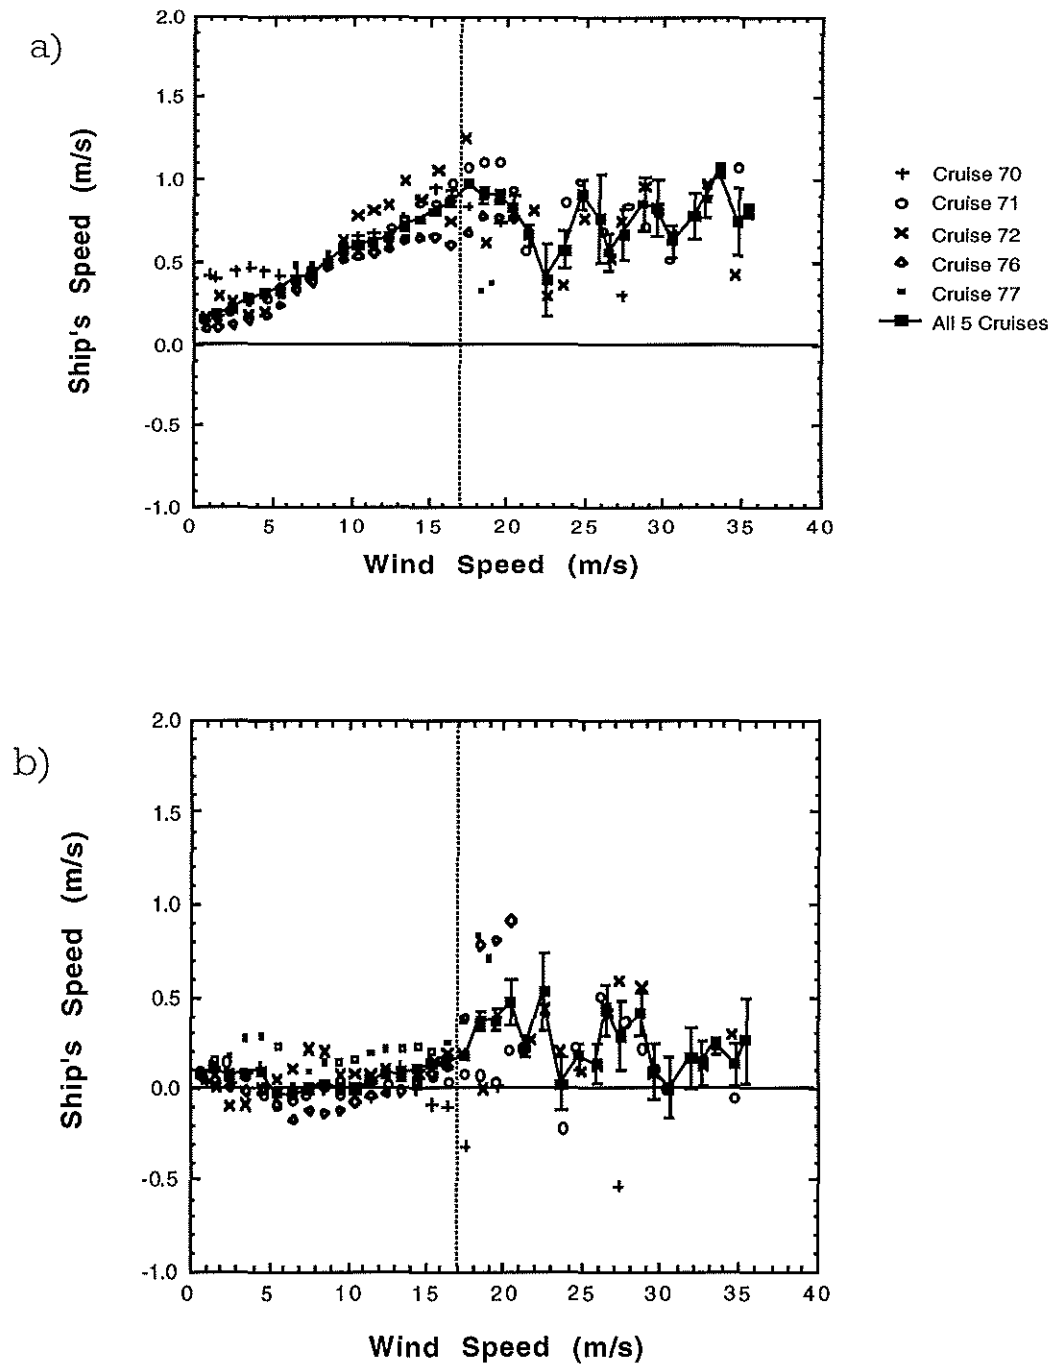 a)
2.0
1.5
1.0
0.5
0.0
-0.5
-1.0
Ship's Speed (m/s)
0 5 10 15 20 25 30 35 40
Wind Speed (m/s)
Cruise 70
Cruise 71
Cruise 72
Cruise 76
Cruise 77
All 5 Cruises
b)
2.0
1.5
1.0
0.5
0.0
-0.5
-1.0
Ship's Speed (m/s)
0 5 10 15 20 25 30 35 40
Wind Speed (m/s)